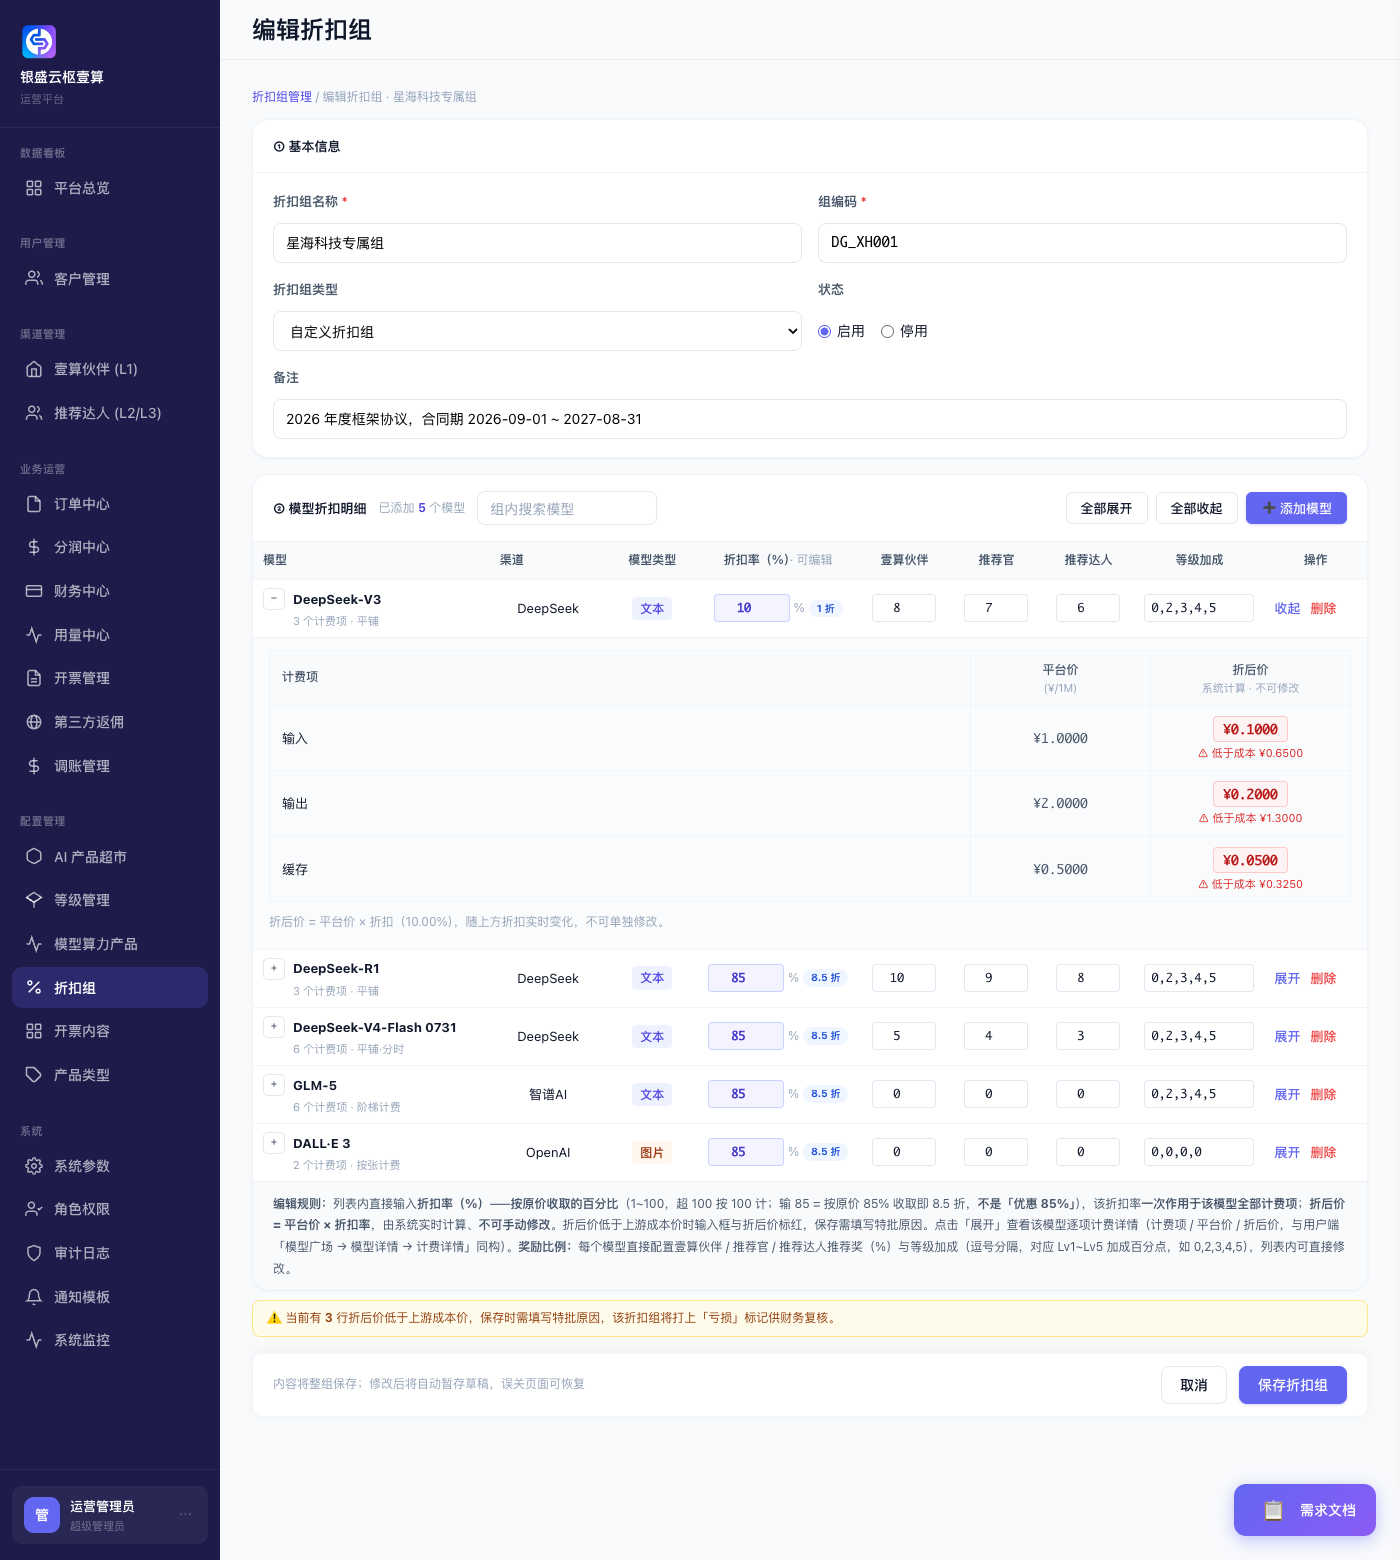 银盛云枢壹算
运营平台
数据看板
平台总览
用户管理
客户管理
渠道管理
壹算伙伴 (L1)
推荐达人 (L2/L3)
业务运营
订单中心
分润中心
财务中心
用量中心
开票管理
第三方返佣
调账管理
配置管理
AI 产品超市
等级管理
模型算力产品
折扣组
开票内容
产品类型
系统
系统参数
角色权限
审计日志
通知模板
系统监控
管
运营管理员
超级管理员
...
编辑折扣组
折扣组管理 / 编辑折扣组 · 星海科技专属组
① 基本信息
折扣组名称 * 组编码 *
星海科技专属组 DG_XH001
折扣组类型 状态
自定义折扣组 启用 停用
备注
2026 年度框架协议，合同期 2026-09-01 ~ 2027-08-31
② 模型折扣明细 已添加 5 个模型 组内搜索模型 全部展开 全部收起 ➕ 添加模型
模型 渠道 模型类型 折扣率（%）· 可编辑 壹算伙伴 推荐官 推荐达人 等级加成 操作
− DeepSeek-V3 DeepSeek 文本 10 % 1 折 8 7 6 0,2,3,4,5 收起 删除
3 个计费项 · 平铺
计费项 平台价 折后价
(¥/1M) 系统计算 · 不可修改
输入 ¥1.0000 ¥0.1000
⚠ 低于成本 ¥0.6500
输出 ¥2.0000 ¥0.2000
⚠ 低于成本 ¥1.3000
缓存 ¥0.5000 ¥0.0500
⚠ 低于成本 ¥0.3250
折后价 = 平台价 × 折扣（10.00%），随上方折扣实时变化，不可单独修改。
+ DeepSeek-R1 DeepSeek 文本 85 % 8.5 折 10 9 8 0,2,3,4,5 展开 删除
3 个计费项 · 平铺
+ DeepSeek-V4-Flash 0731 DeepSeek 文本 85 % 8.5 折 5 4 3 0,2,3,4,5 展开 删除
6 个计费项 · 平铺·分时
+ GLM-5 智谱AI 文本 85 % 8.5 折 0 0 0 0,2,3,4,5 展开 删除
6 个计费项 · 阶梯计费
+ DALL·E 3 OpenAI 图片 85 % 8.5 折 0 0 0 0,0,0,0 展开 删除
2 个计费项 · 按张计费
编辑规则：列表内直接输入折扣率（%）——按原价收取的百分比（1~100，超 100 按 100 计；输 85 = 按原价 85% 收取即 8.5 折，不是「优惠 85%」），该折扣率一次作用于该模型全部计费项；折后价
= 平台价 × 折扣率，由系统实时计算、不可手动修改。折后价低于上游成本价时输入框与折后价标红，保存需填写特批原因。点击「展开」查看该模型逐项计费详情（计费项 / 平台价 / 折后价，与用户端
「模型广场 → 模型详情 → 计费详情」同构）。奖励比例：每个模型直接配置壹算伙伴 / 推荐官 / 推荐达人推荐奖（%）与等级加成（逗号分隔，对应 Lv1~Lv5 加成百分点，如 0,2,3,4,5），列表内可直接修
改。
⚠️ 当前有 3 行折后价低于上游成本价，保存时需填写特批原因，该折扣组将打上「亏损」标记供财务复核。
内容将整组保存；修改后将自动暂存草稿，误关页面可恢复 取消 保存折扣组
📋 需求文档